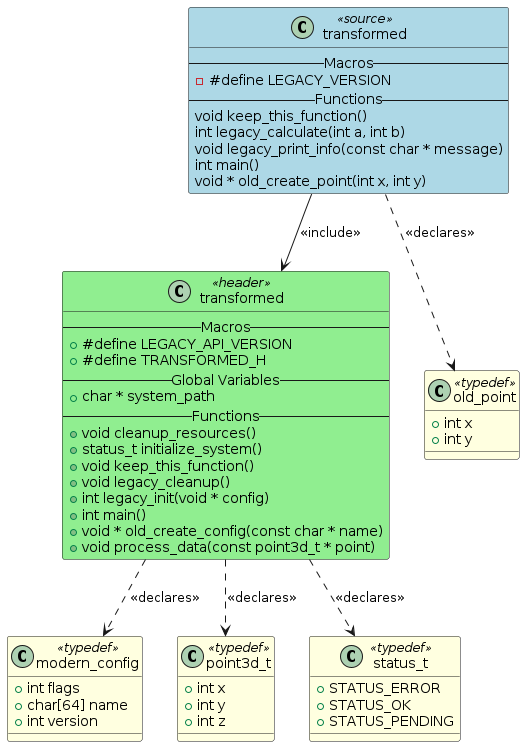 C «source»
transformed
Macros
#define LEGACY_VERSION
Functions
void keep_this_function()
int legacy_calculate(int a, int b)
void legacy_print_info(const char * message)
int main()
void * old_create_point(int x, int y)
«include»
«declares»
C «header»
transformed
Macros
#define LEGACY_API_VERSION
#define TRANSFORMED_H
Global Variables
char * system_path
Functions
void cleanup_resources()
status_t initialize_system()
void keep_this_function()
void legacy_cleanup()
int legacy_init(void * config)
int main()
void * old_create_config(const char * name)
void process_data(const point3d_t * point)
C «typedef»
old_point
int x
int y
«declares»
«declares»
«declares»
C «typedef»
modern_config
int flags
char[64] name
int version
C «typedef»
point3d_t
int x
int y
int z
C «typedef»
status_t
STATUS_ERROR
STATUS_OK
STATUS_PENDING